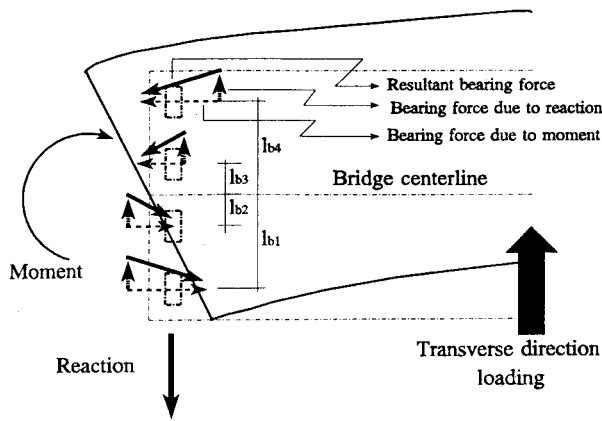 Resultant bearing force
Bearing force due to reaction
Bearing force due to moment
lb4
lb3
lb2
lb1
Bridge centerline
Moment
Reaction
Transverse direction
loading